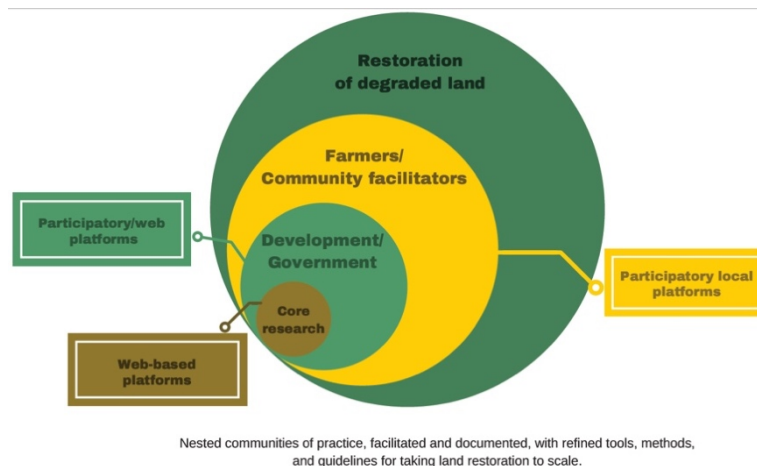 Restoration
of degraded land
Farmers/
Community facilitators
Participatory/web
platforms
Development/
Government
Participatory local
platforms
Core
research
Web-based
platforms
Nested communities of practice, facilitated and documented, with refined tools, methods,
and guidelines for taking land restoration to scale.